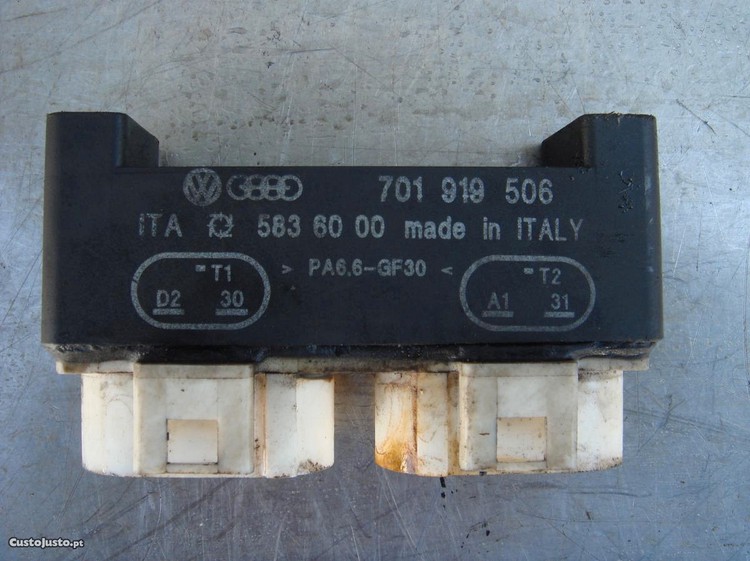 701 919 506
ITA 583 60 00 made in ITALY
> PA6.6-GF30 <
T1
D2 30
T2
A1 31
CustoJusto.pt